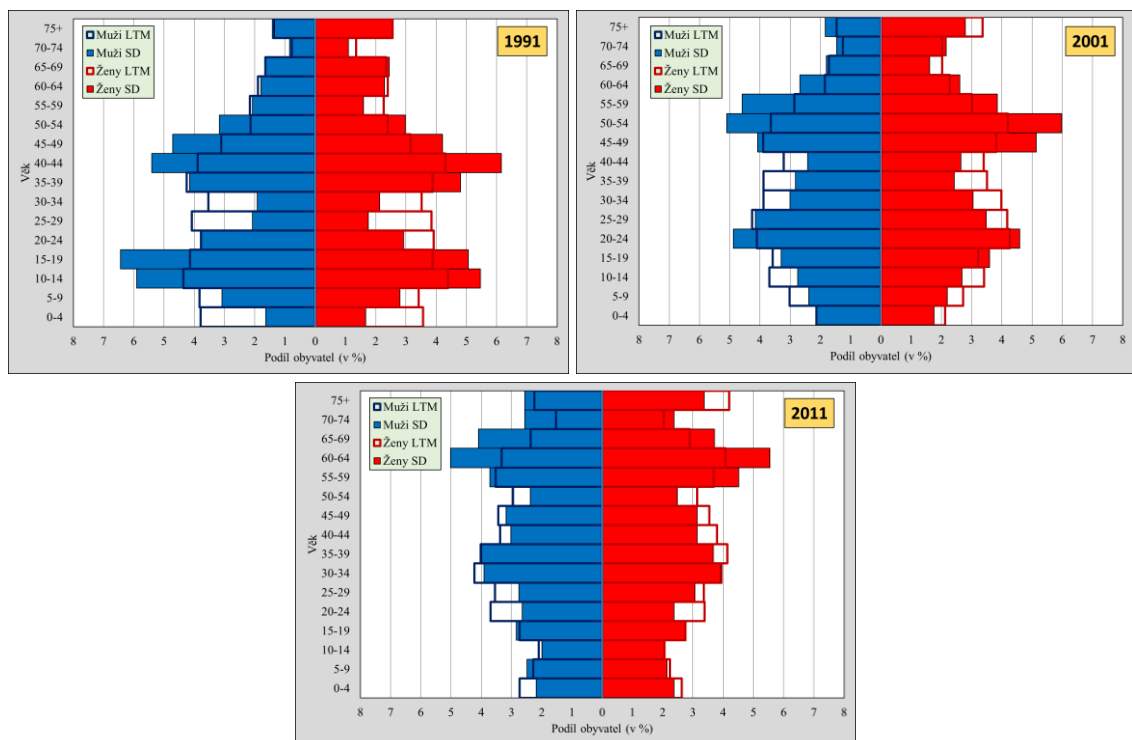 1991
Muži LTM
Muži SD
Ženy LTM
Ženy SD
Věk
75+
70-74
65-69
60-64
55-59
50-54
45-49
40-44
35-39
30-34
25-29
20-24
15-19
10-14
5-9
0-4
8 7 6 5 4 3 2 1 0 1 2 3 4 5 6 7 8
Podíl obyvatel (v %)
2001
Muži LTM
Muži SD
Ženy LTM
Ženy SD
Věk
75+
70-74
65-69
60-64
55-59
50-54
45-49
40-44
35-39
30-34
25-29
20-24
15-19
10-14
5-9
0-4
8 7 6 5 4 3 2 1 0 1 2 3 4 5 6 7 8
Podíl obyvatel (v %)
2011
Muži LTM
Muži SD
Ženy LTM
Ženy SD
Věk
75+
70-74
65-69
60-64
55-59
50-54
45-49
40-44
35-39
30-34
25-29
20-24
15-19
10-14
5-9
0-4
8 7 6 5 4 3 2 1 0 1 2 3 4 5 6 7 8
Podíl obyvatel (v %)